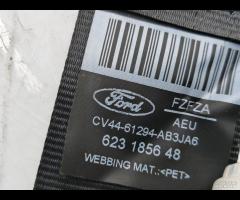 Ford
FZFZA
AEU
CV44-61294-AB3JA6
623 1856 48
WEBBING MAT.:<PET>